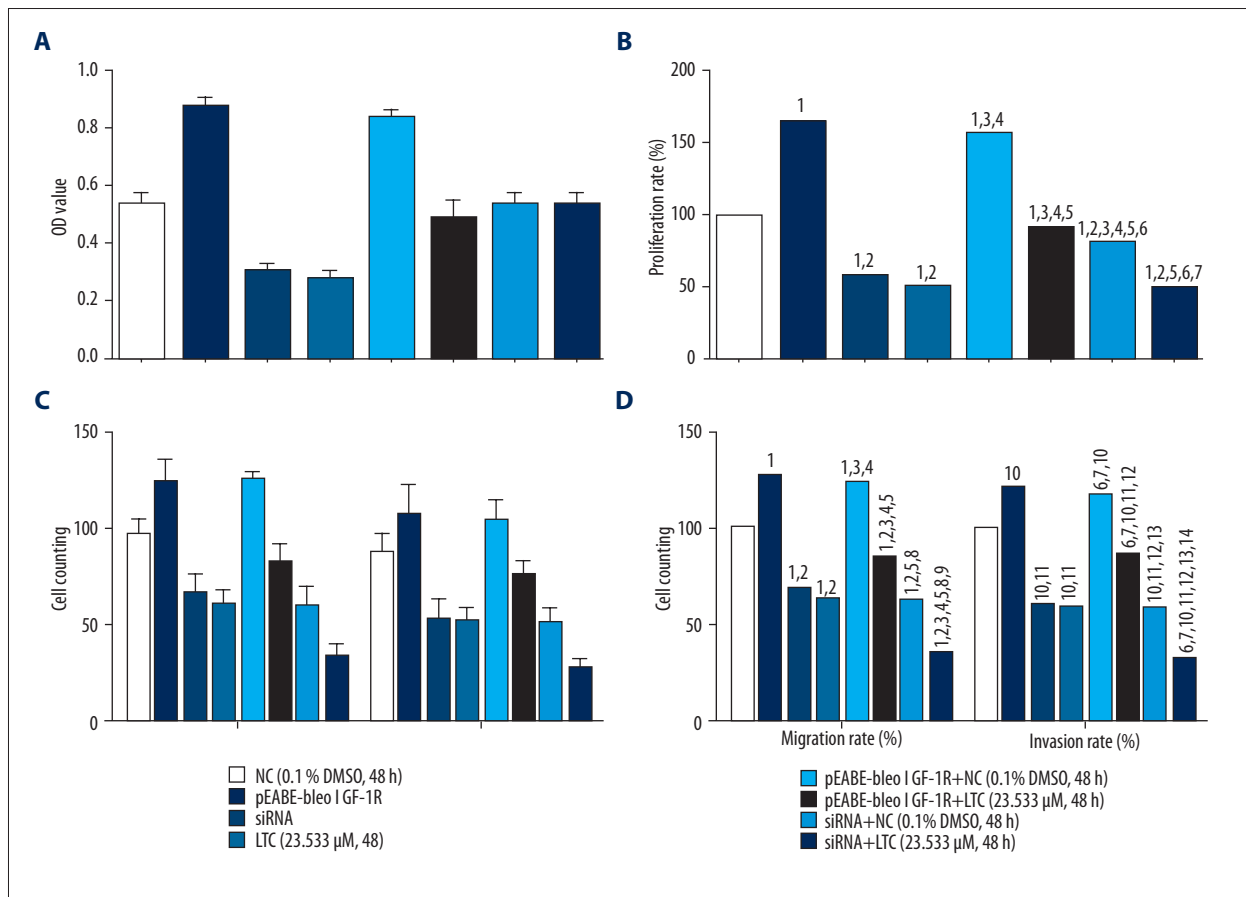 A
1.0
0.8
0.6
0.4
0.2
0.0
OD value
B
200
150
100
50
0
Proliferation rate (%)
1
1,2
1,2
1,3,4
1,3,4,5
1,2,3,4,5,6
1,2,5,6,7
C
150
100
50
0
Cell counting
D
150
100
50
0
Cell counting
1
1,2
1,2
1,3,4
1,2,3,4,5
1,2,5,8
1,2,3,4,5,8,9
10
10,11
10,11
6,7,10
6,7,10,11,12
10,11,12,13
6,7,10,11,12,13,14
Migration rate (%)
Invasion rate (%)
NC (0.1 % DMSO, 48 h)
pEABE-bleo I GF-1R
siRNA
LTC (23.533 µM, 48)
pEABE-bleo I GF-1R+NC (0.1% DMSO, 48 h)
pEABE-bleo I GF-1R+LTC (23.533 µM, 48 h)
siRNA+NC (0.1% DMSO, 48 h)
siRNA+LTC (23.533 µM, 48 h)